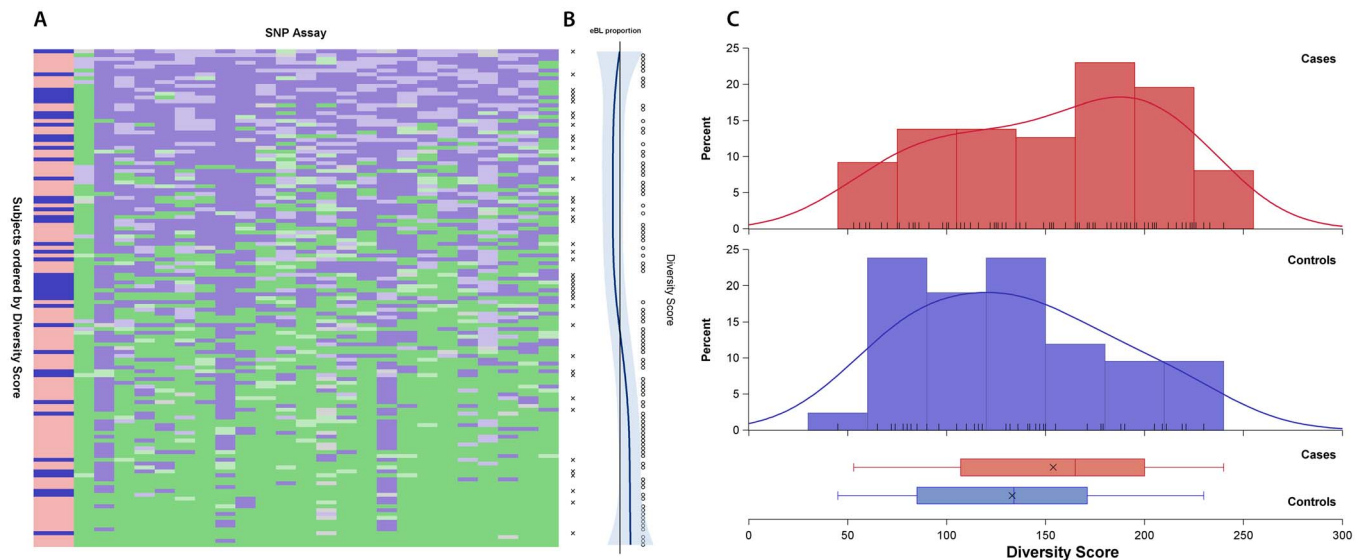 A
SNP Assay
Subjects ordered by Diversity Score
B
eBL proportion
Diversity Score
C
25
20
15
10
5
0
Percent
Cases
25
20
15
10
5
0
Percent
Controls
Cases
Controls
0 50 100 150 200 250 300
Diversity Score